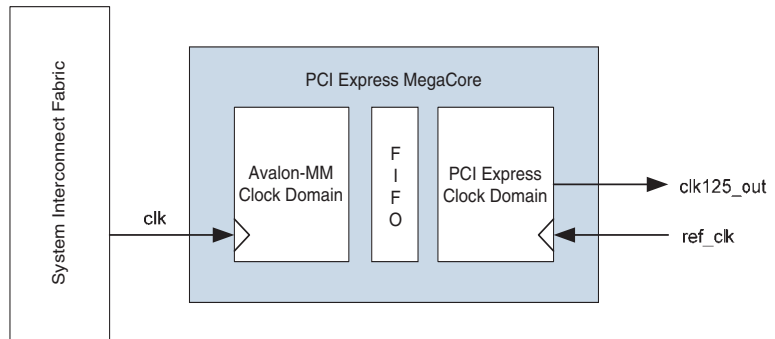 System Interconnect Fabric
PCI Express MegaCore
Avalon-MM
Clock Domain
F
I
F
O
PCI Express
Clock Domain
clk
clk125_out
ref_clk